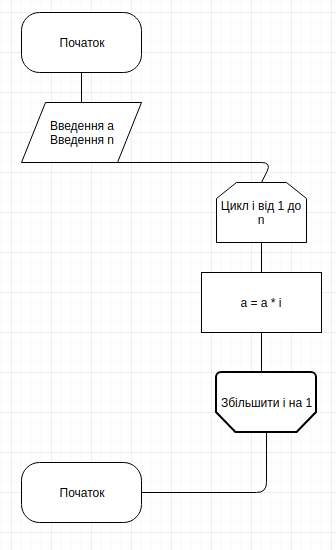 Початок
Введення a
Введення n
Цикл і від 1 до
n
a = a * i
Збільшити і на 1
Початок